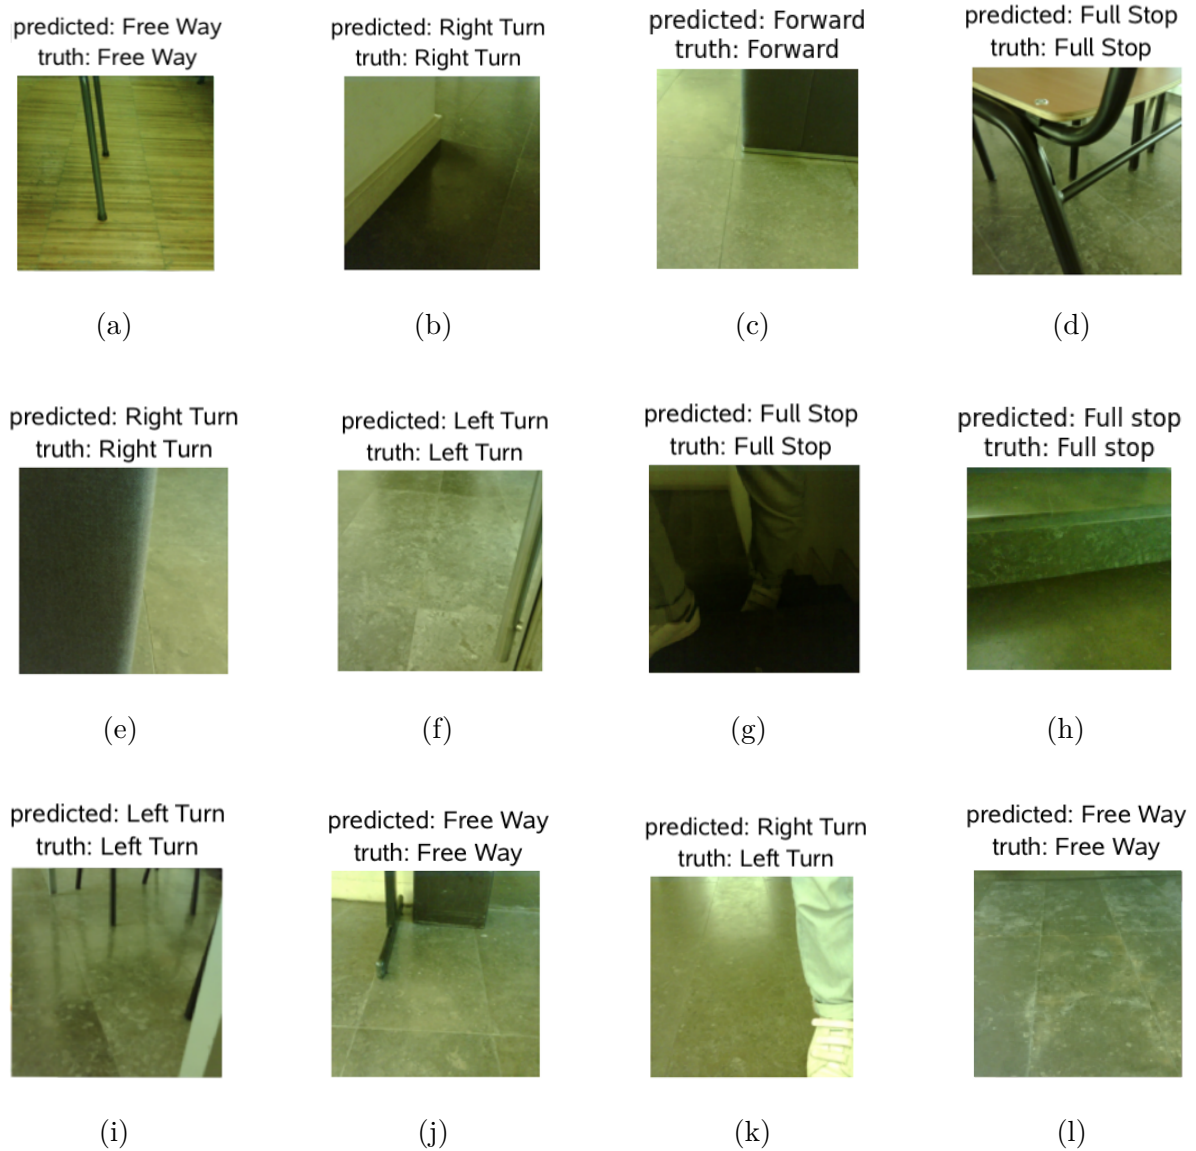 predicted: Free Way
truth: Free Way
predicted: Right Turn
truth: Right Turn
predicted: Forward
truth: Forward
predicted: Full Stop
truth: Full Stop
(a)
(b)
(c)
(d)
predicted: Right Turn
truth: Right Turn
predicted: Left Turn
truth: Left Turn
predicted: Full Stop
truth: Full Stop
predicted: Full stop
truth: Full stop
(e)
(f)
(g)
(h)
predicted: Left Turn
truth: Left Turn
predicted: Free Way
truth: Free Way
predicted: Right Turn
truth: Left Turn
predicted: Free Way
truth: Free Way
(i)
(j)
(k)
(l)